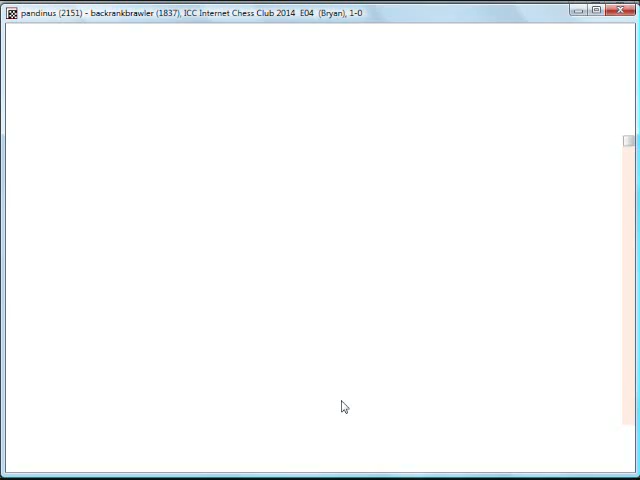 pandinus (2151) - backrankbrawler (1837), ICC Internet Chess Club 2014  E04  (Bryan), 1-0